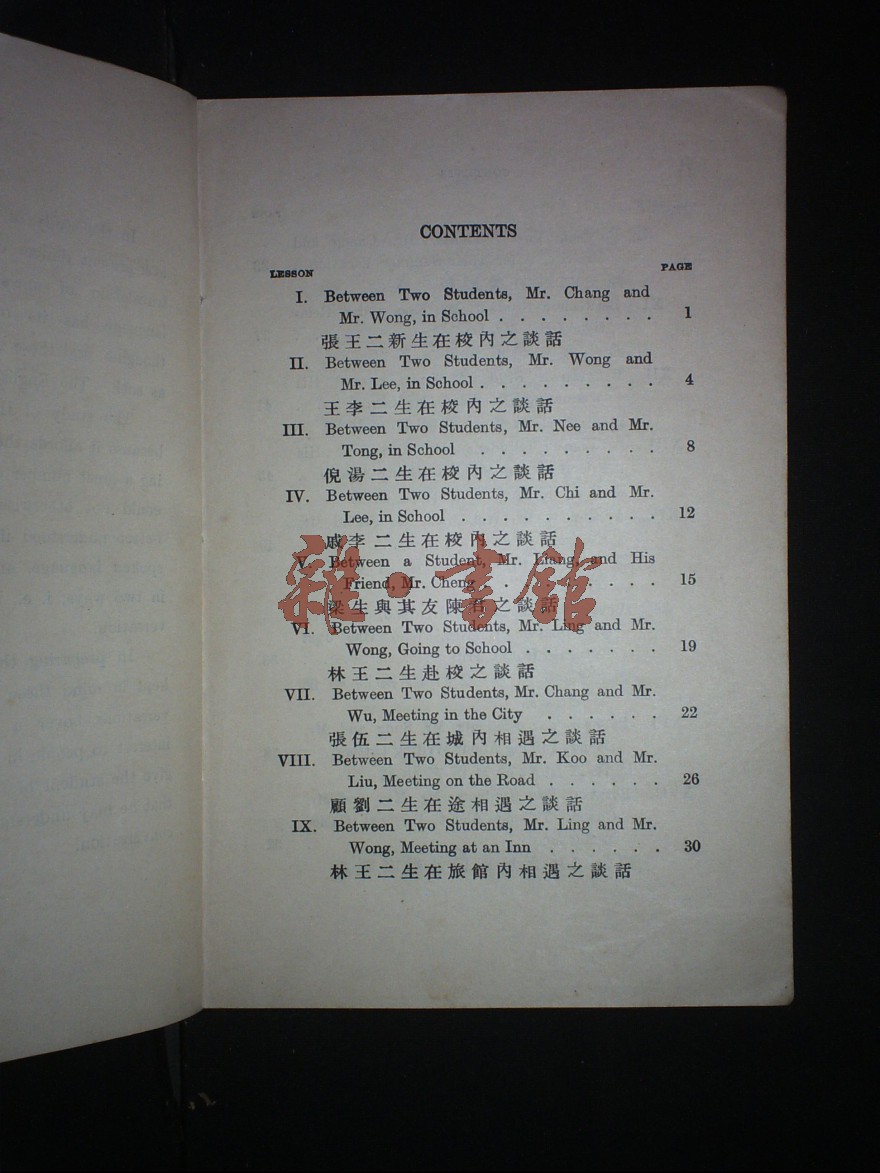 CONTENTS
LESSON PAGE
I. Between Two Students, Mr. Chang and
Mr. Wong, in School . . . . . . . . 1
張王二新生在校內之談話
II. Between Two Students, Mr. Wong and
Mr. Lee, in School . . . . . . . . . 4
王李二生在校內之談話
III. Between Two Students, Mr. Nee and Mr.
Tong, in School . . . . . . . . . 8
倪湯二生在校內之談話
IV. Between Two Students, Mr. Chi and Mr.
Lee, in School . . . . . . . . . . 12
戚李二生在校內之談話
V. Between a Student, Mr. Liang, and His
Friend, Mr. Cheng . . . . . . . 15
梁生與其友陳君之談話
VI. Between Two Students, Mr. Ling and Mr.
Wong, Going to School . . . . . . . 19
林王二生赴校之談話
VII. Between Two Students, Mr. Chang and Mr.
Wu, Meeting in the City . . . . . . 22
張伍二生在城內相遇之談話
VIII. Between Two Students, Mr. Koo and Mr.
Liu, Meeting on the Road . . . . . . 26
顧劉二生在途相遇之談話
IX. Between Two Students, Mr. Ling and Mr.
Wong, Meeting at an Inn . . . . . . 30
林王二生在旅館內相遇之談話
雜·書館